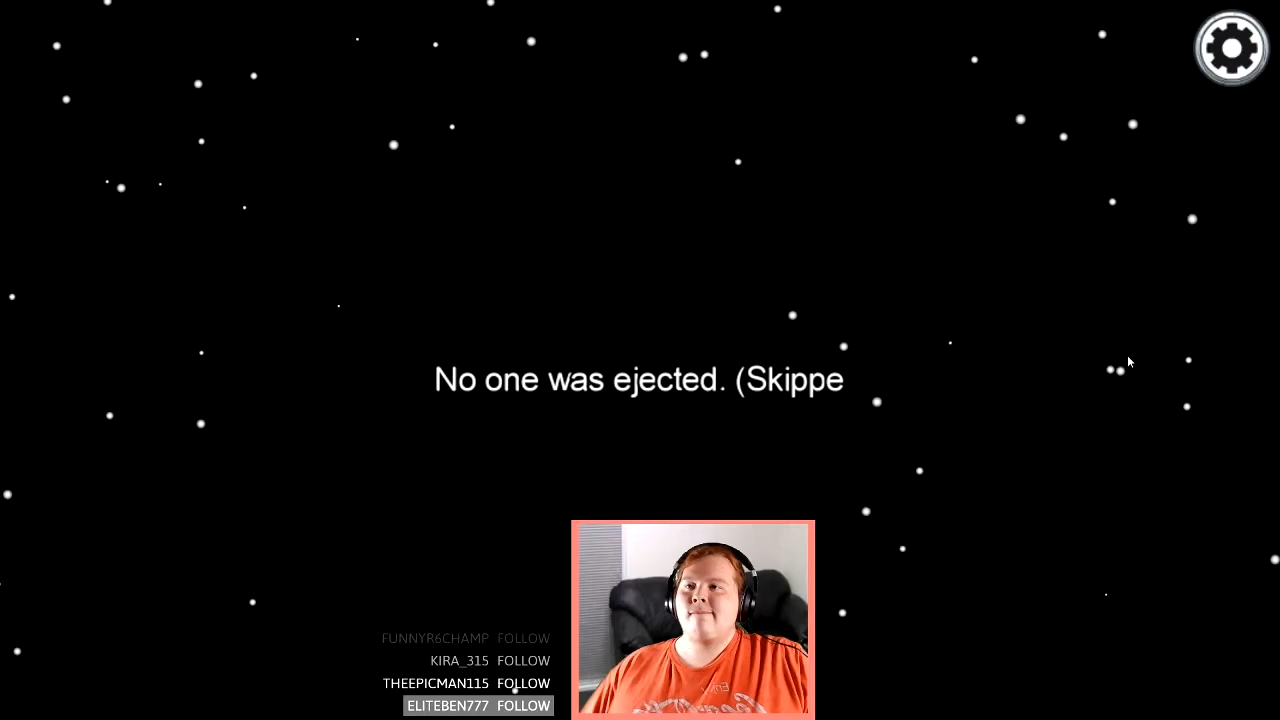 No one was ejected. (Skippe
FUNNYR6CHAMP FOLLOW
KIRA_315 FOLLOW
THEEPICMAN115 FOLLOW
ELITEBEN777 FOLLOW